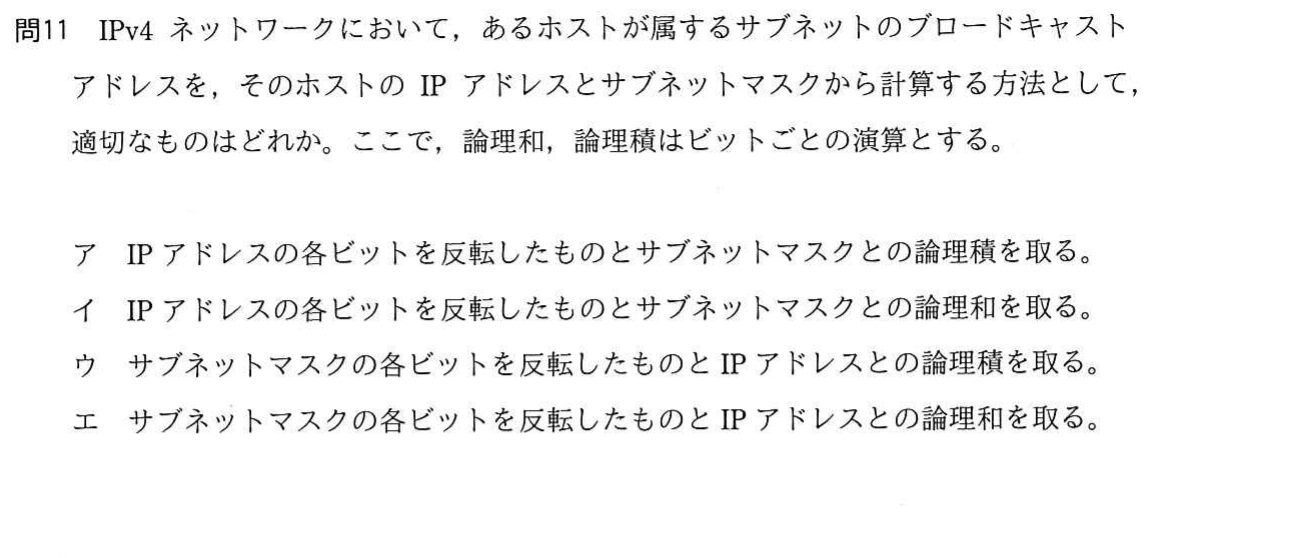 問11 IPv4 ネットワークにおいて，あるホストが属するサブネットのブロードキャスト
アドレスを，そのホストの IP アドレスとサブネットマスクから計算する方法として，
適切なものはどれか。ここで，論理和，論理積はビットごとの演算とする。
ア IP アドレスの各ビットを反転したものとサブネットマスクとの論理積を取る。
イ IP アドレスの各ビットを反転したものとサブネットマスクとの論理和を取る。
ウ サブネットマスクの各ビットを反転したものと IP アドレスとの論理積を取る。
エ サブネットマスクの各ビットを反転したものと IP アドレスとの論理和を取る。